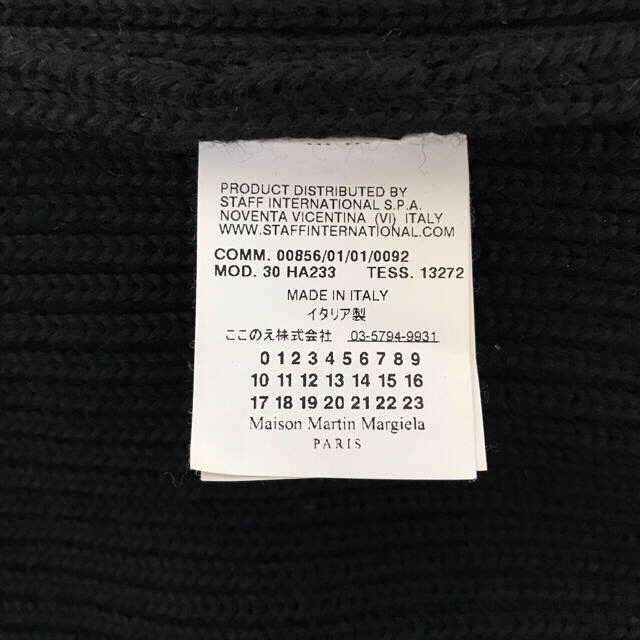 PRODUCT DISTRIBUTED BY
STAFF INTERNATIONAL S.P.A.
NOVENTA VICENTINA (VI) ITALY
WWW.STAFFINTERNATIONAL.COM
COMM. 00856/01/01/0092
MOD. 30 HA233 TESS. 13272
MADE IN ITALY
イタリア製
ここのえ株式会社 03-5794-9931
0 1 2 3 4 5 6 7 8 9
10 11 12 13 14 15 16
17 18 19 20 21 22 23
Maison Martin Margiela
PARIS